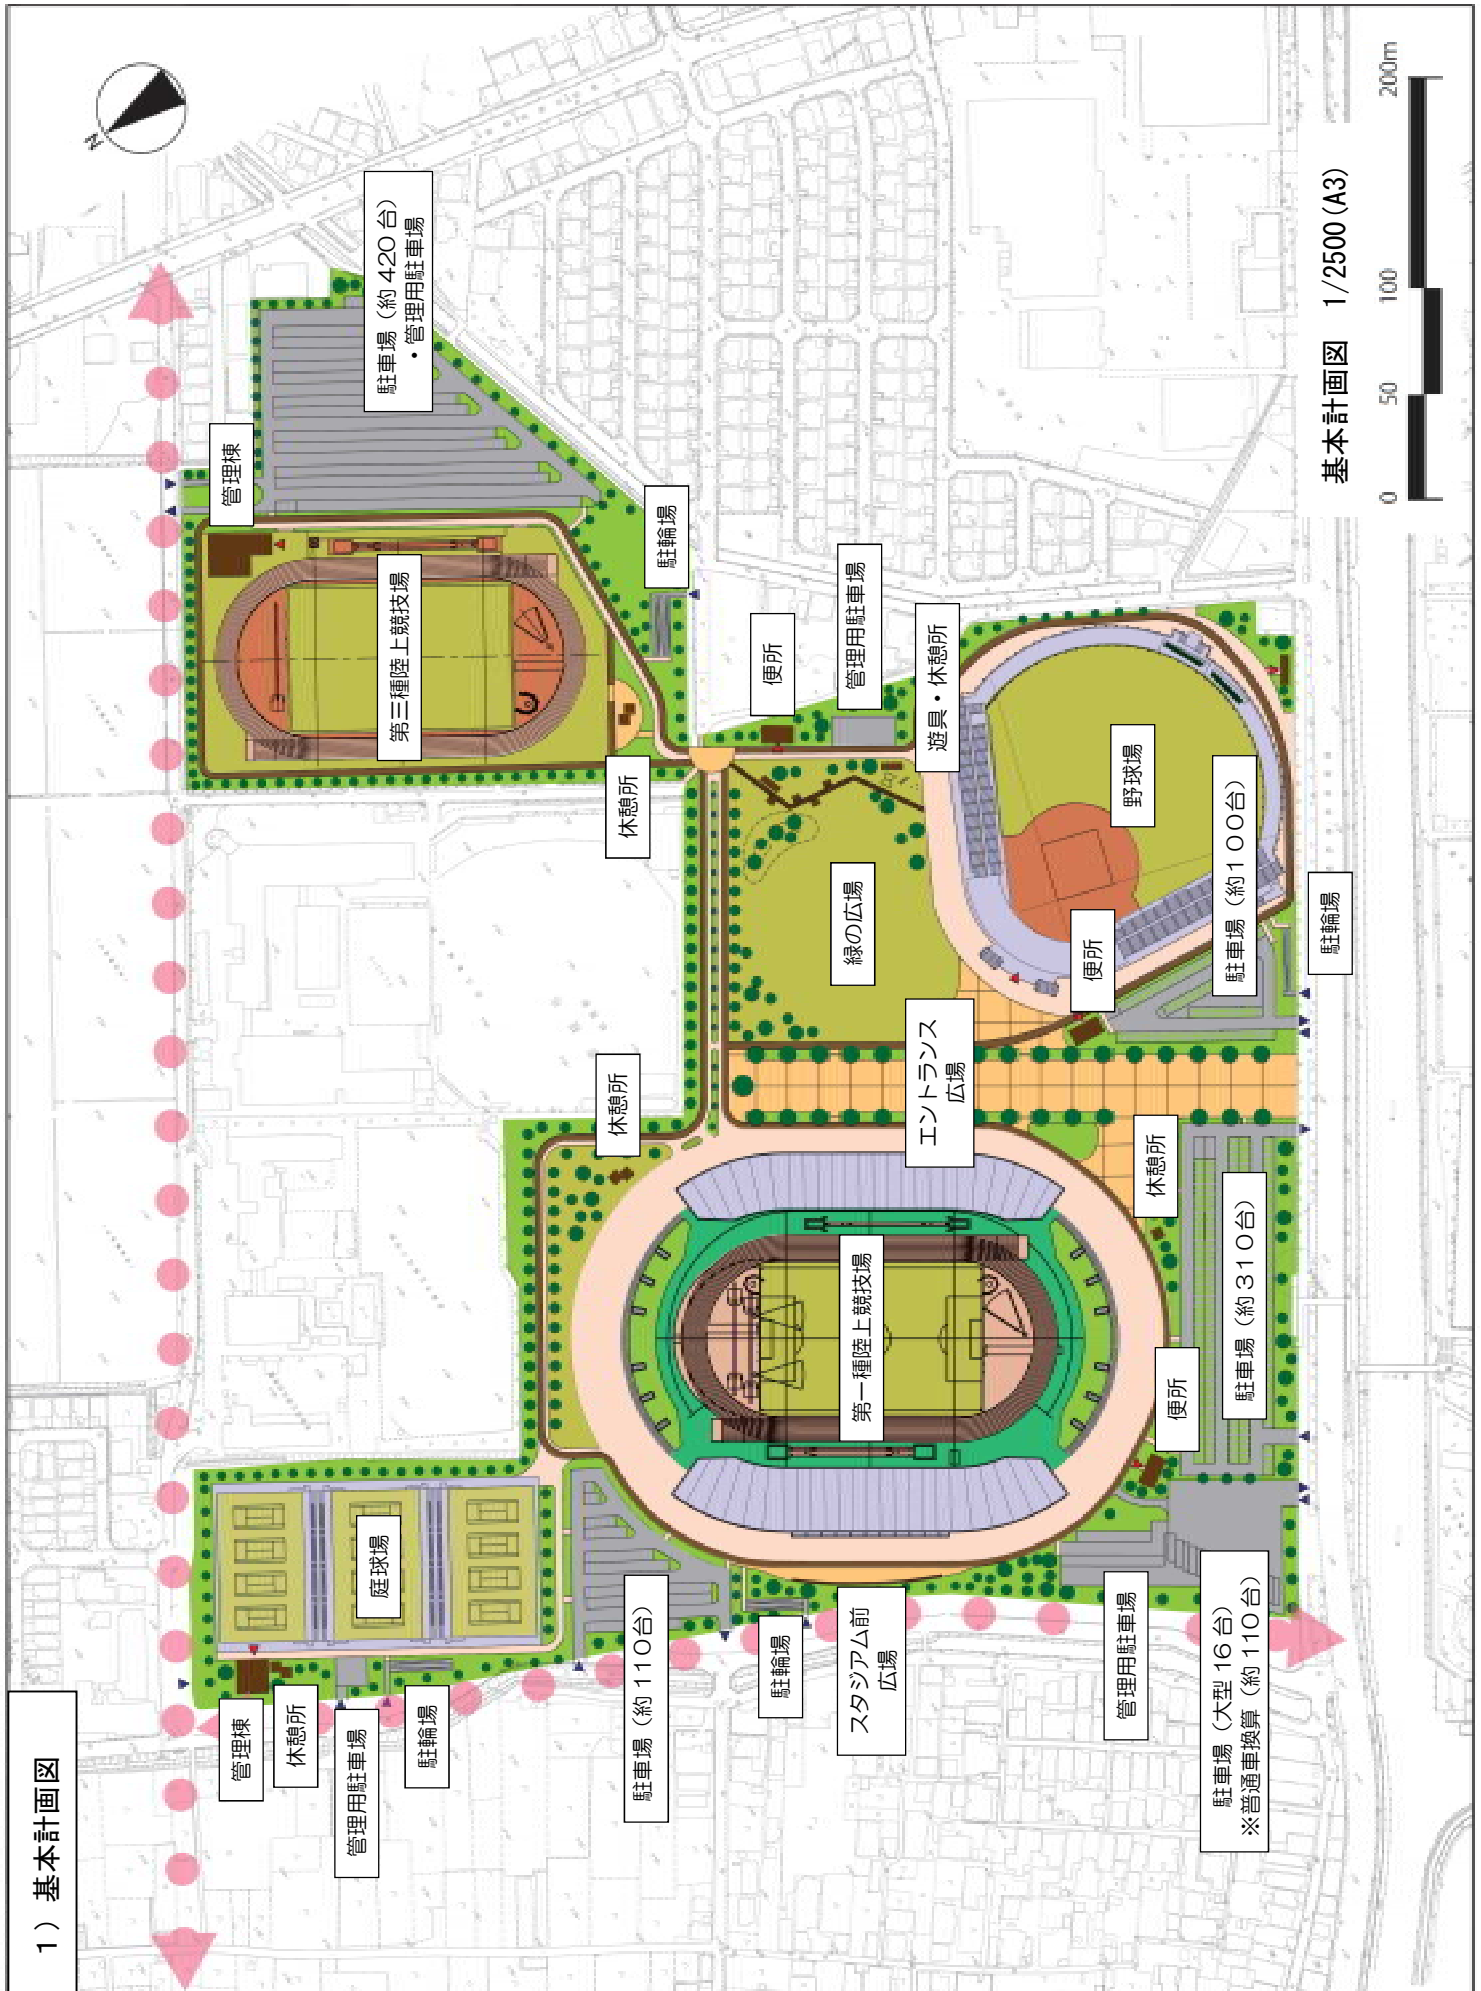 1）基本計画図
管理棟
休憩所
管理用駐車場
駐輪場
庭球場
駐車場（約１１０台）
駐輪場
スタジアム前
広場
管理用駐車場
駐車場（大型 16 台）
※普通車換算（約 110 台）
第一種陸上競技場
便所
駐車場（約３１０台）
休憩所
休憩所
エントランス
広場
緑の広場
便所
駐車場（約１００台）
駐輪場
野球場
遊具・休憩所
管理用駐車場
便所
休憩所
第三種陸上競技場
駐輪場
管理棟
駐車場（約 420 台）
・管理用駐車場
N
基本計画図　1/2500(A3)
0
50
100
200m